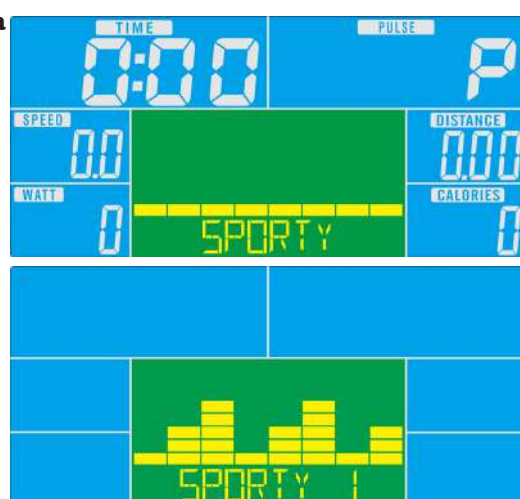 a
TIME PULSE
0:00 P
SPEED DISTANCE
0.0 0.00
WATT CALORIES
0 0
SPORTY
SPORTY 1